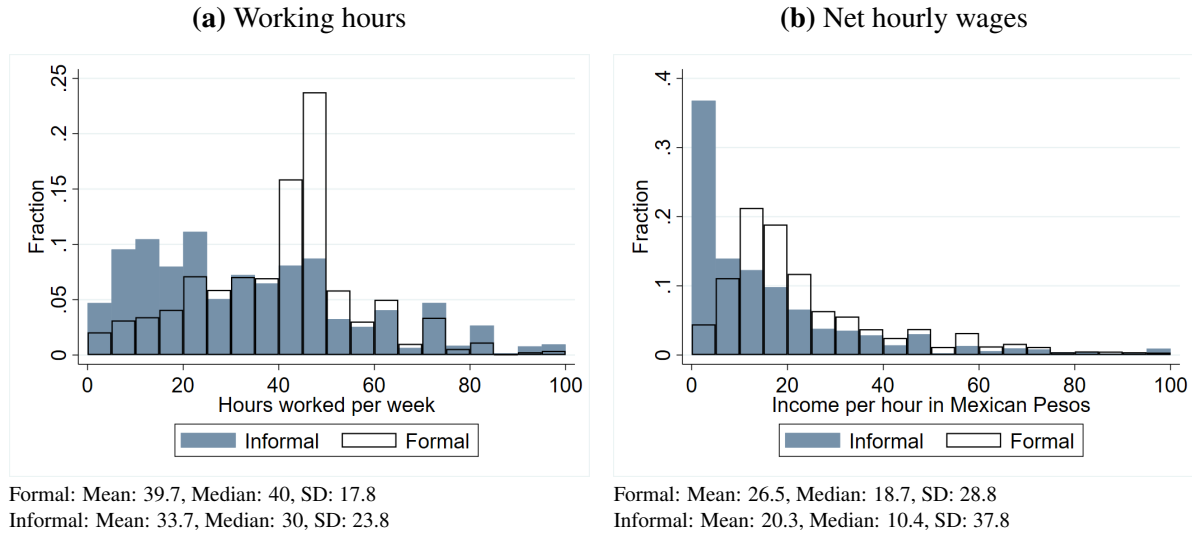 (a) Working hours
Fraction
.25
.2
.15
.1
.05
0
0 20 40 60 80 100
Hours worked per week
Informal Formal
Formal: Mean: 39.7, Median: 40, SD: 17.8
Informal: Mean: 33.7, Median: 30, SD: 23.8
(b) Net hourly wages
Fraction
.4
.3
.2
.1
0
0 20 40 60 80 100
Income per hour in Mexican Pesos
Informal Formal
Formal: Mean: 26.5, Median: 18.7, SD: 28.8
Informal: Mean: 20.3, Median: 10.4, SD: 37.8